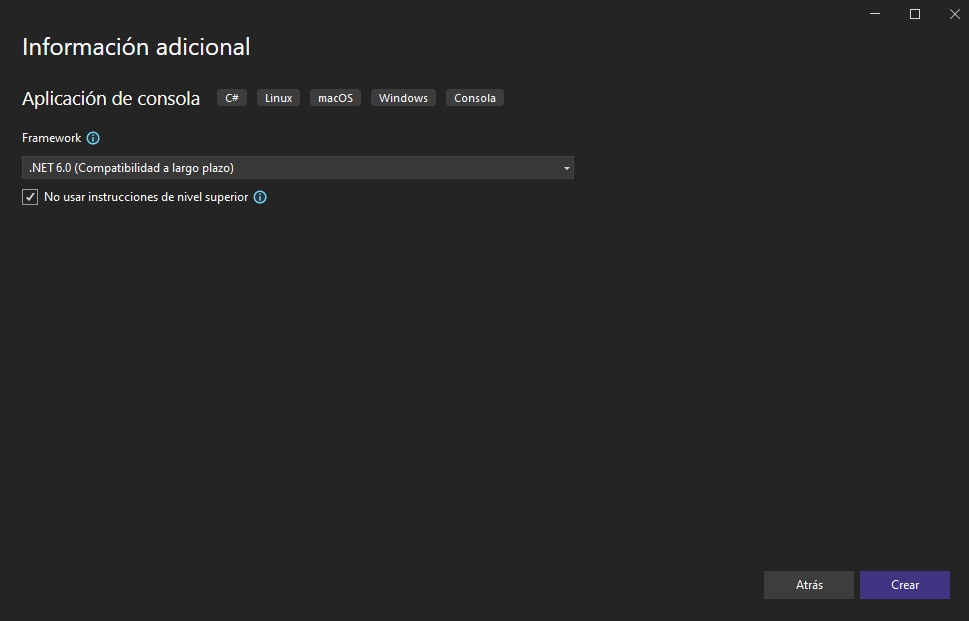 Información adicional
Aplicación de consola C# Linux macOS Windows Consola
Framework
.NET 6.0 (Compatibilidad a largo plazo)
No usar instrucciones de nivel superior
Atrás Crear